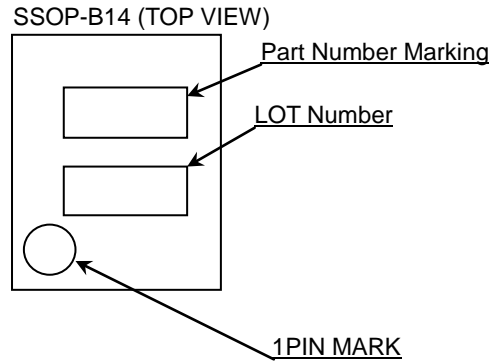 SSOP-B14 (TOP VIEW)
Part Number Marking
LOT Number
1PIN MARK